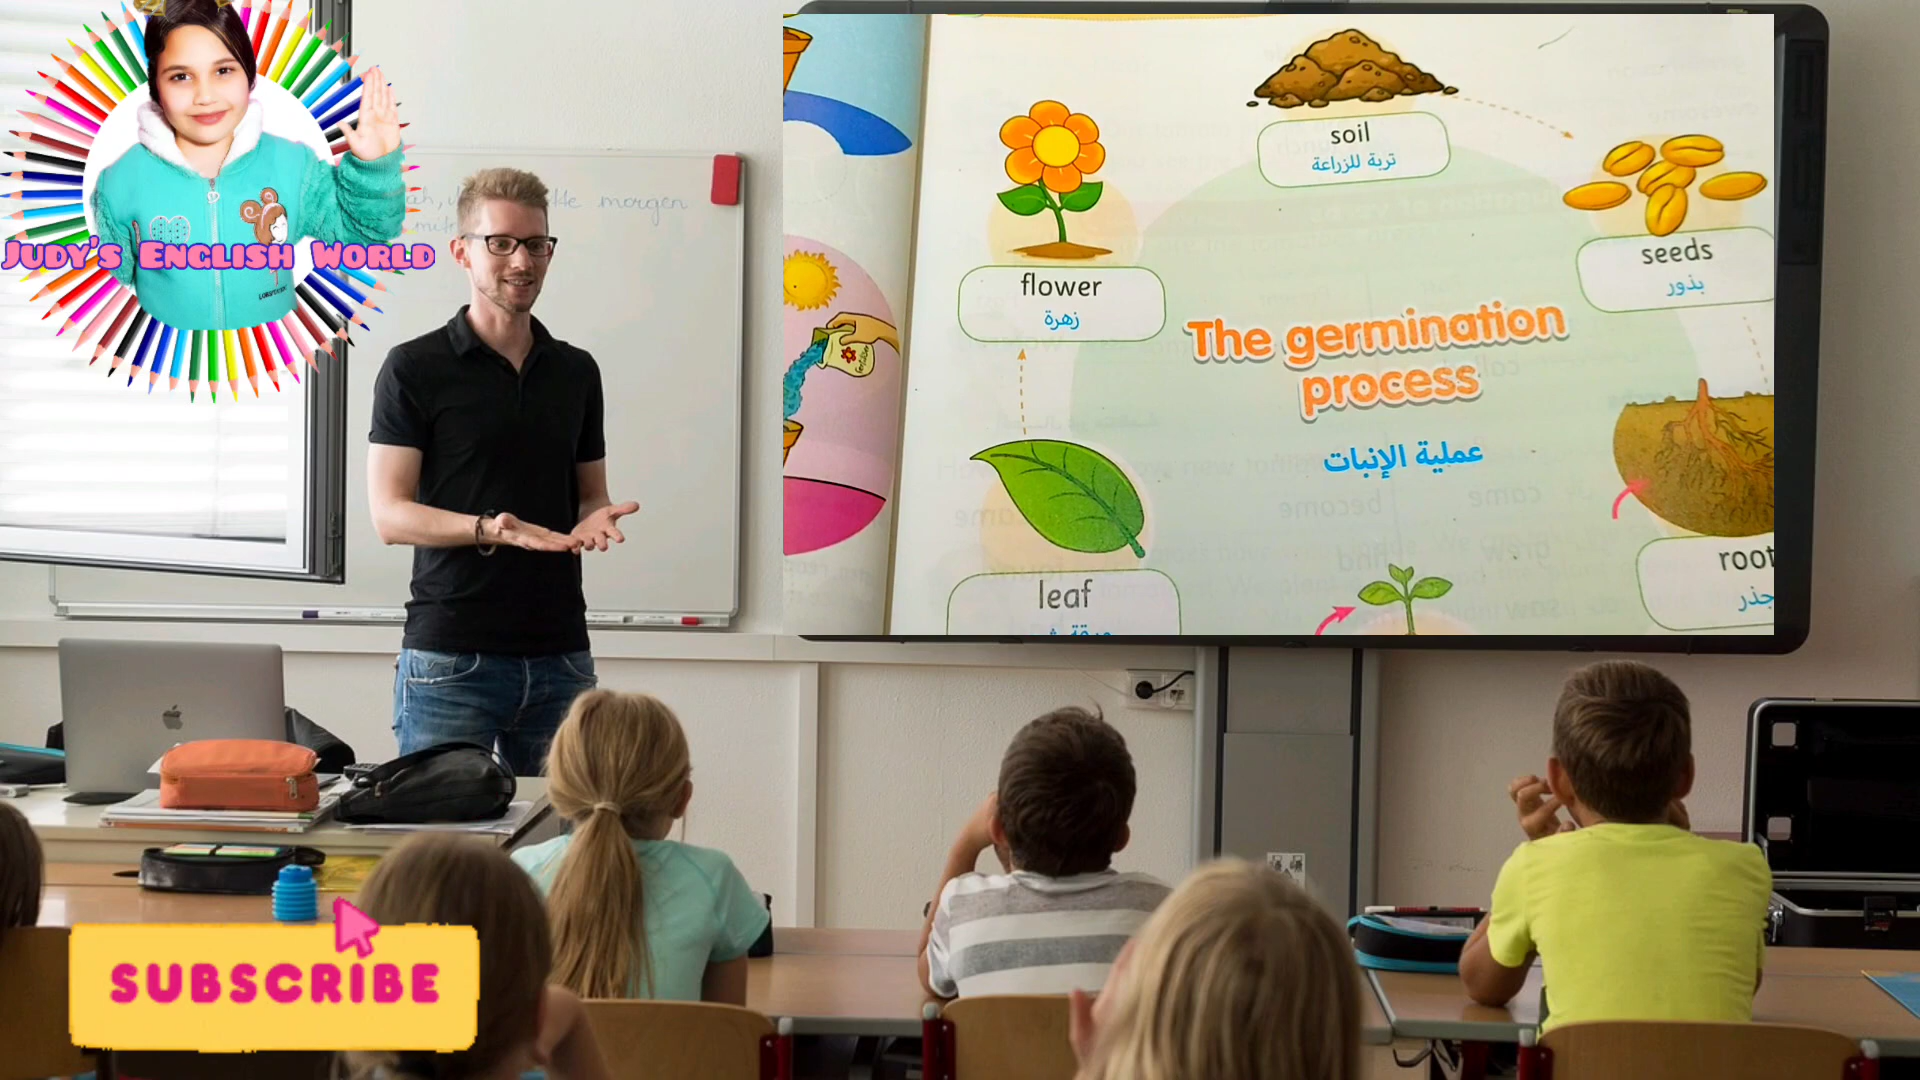 JUDY'S ENGLISH WORLD
morgen
soil
تربة للزراعة
seeds
بذور
flower
زهرة
The germination
process
عملية الإنبات
root
جذر
leaf
SUBSCRIBE